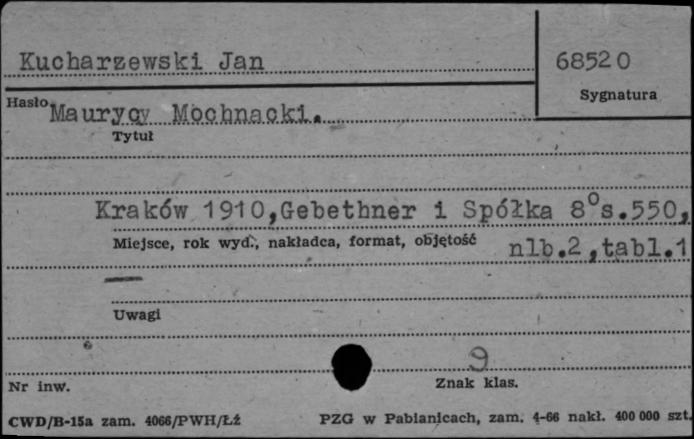 Kucharzewski Jan
68520
Hasło
Sygnatura
Maurycy Mochnacki.
Tytuł
Kraków 1910,Gebethner i Spółka 8°s.550,
Miejsce, rok wyd., nakładca, format, objętość
nlb.2,tabl.1
Uwagi
9
Nr inw.
Znak klas.
CWD/B-15a zam. 4066/PWH/Łż
PZG w Pabianicach, zam. 4-66 nakł. 400 000 szt.